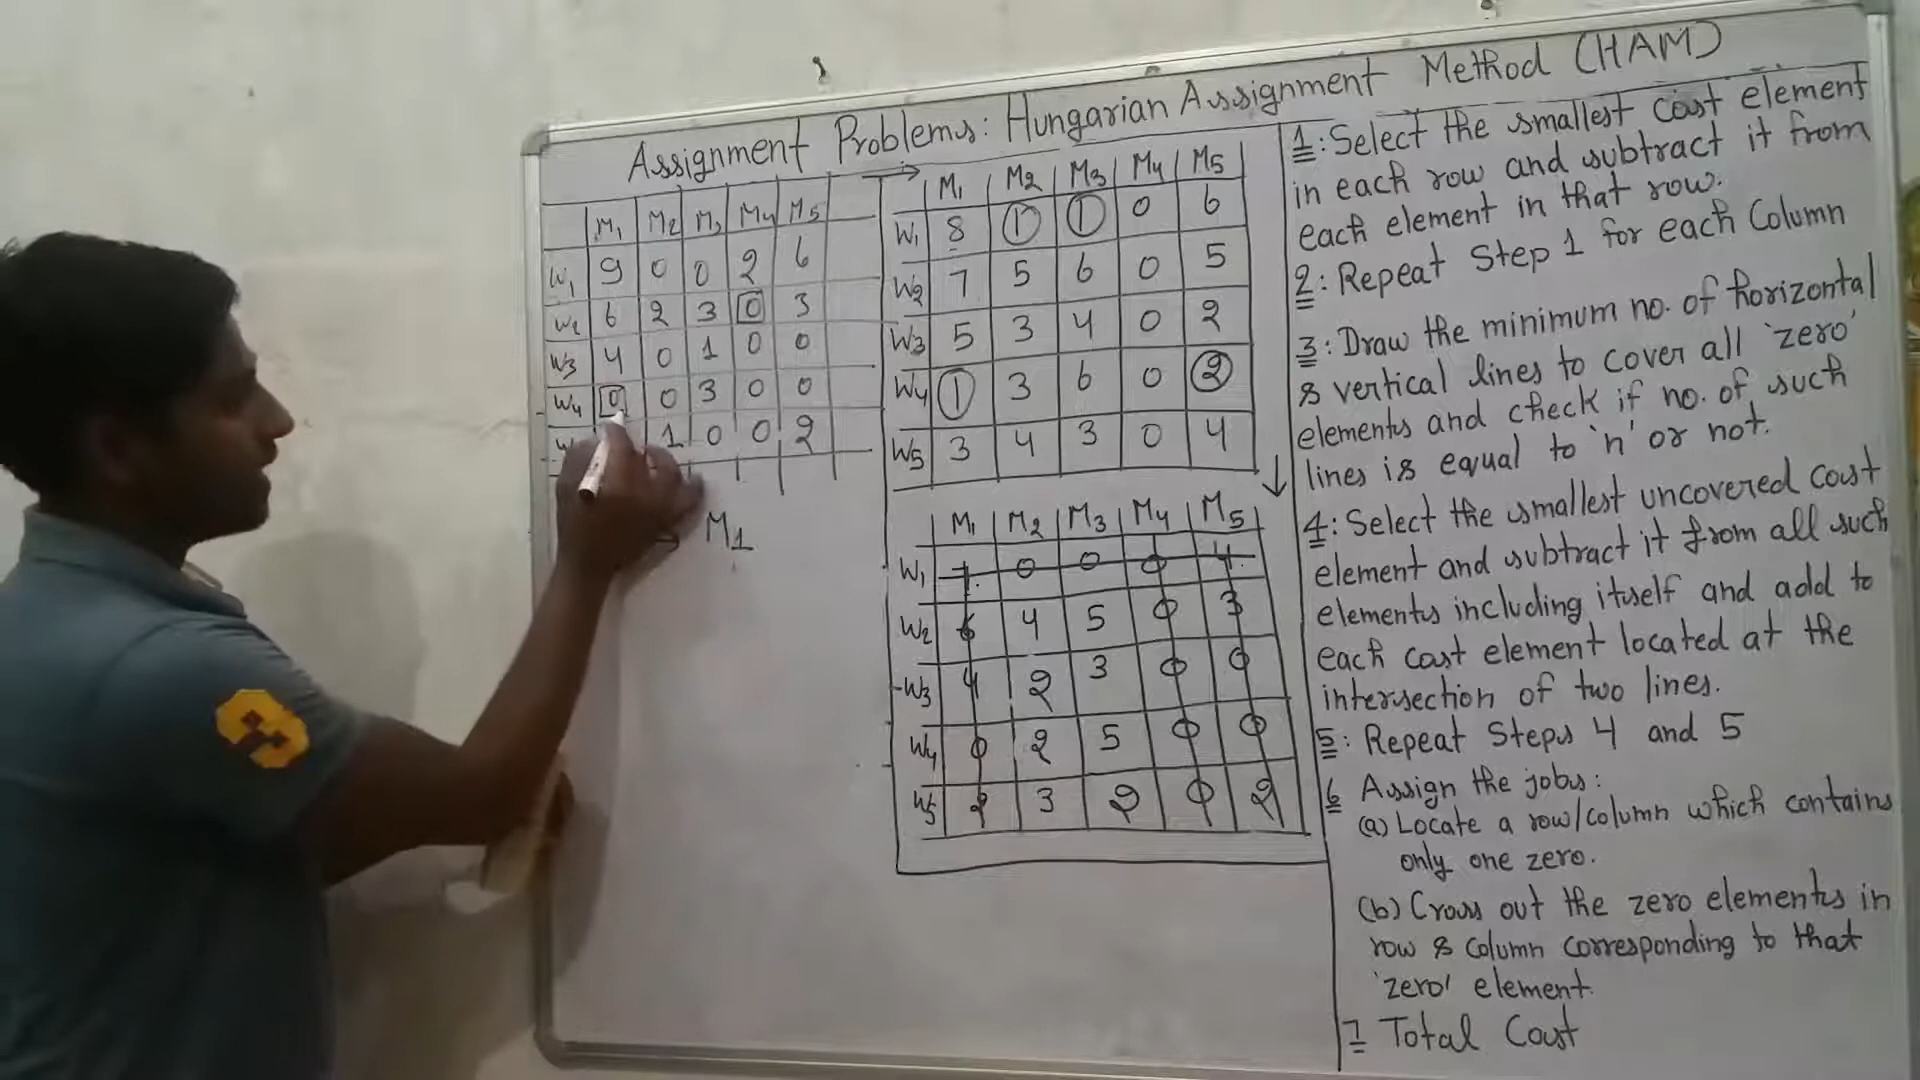 Assignment Problems: Hungarian Assignment Method (HAM)
M1 M2 M3 M4 M5
W1 9 0 0 2 6
W2 6 2 3 0 3
W3 4 0 1 0 0
W4 0 0 3 0 0
W 1 0 0 2
M1
M1 M2 M3 M4 M5
W1 8 1 1 0 6
W2 7 5 6 0 5
W3 5 3 4 0 2
W4 1 3 6 0 2
W5 3 4 3 0 4
M1 M2 M3 M4 M5
W1 7 0 0 0 4
W2 6 4 5 0 3
W3 4 2 3 0 0
W4 0 2 5 0 0
W5 2 3 2 0 2
1: Select the smallest cost element
in each row and subtract it from
each element in that row.
2: Repeat Step 1 for each Column
3: Draw the minimum no. of horizontal
& vertical lines to cover all 'zero'
elements and check if no. of such
lines is equal to 'n' or not.
4: Select the smallest uncovered cost
element and subtract it from all such
elements including itself and add to
each cost element located at the
intersection of two lines.
5: Repeat Steps 4 and 5
6 Assign the jobs:
(a) Locate a row/column which contains
only one zero.
(b) Cross out the zero elements in
row & column corresponding to that
'zero' element.
7 Total Cost